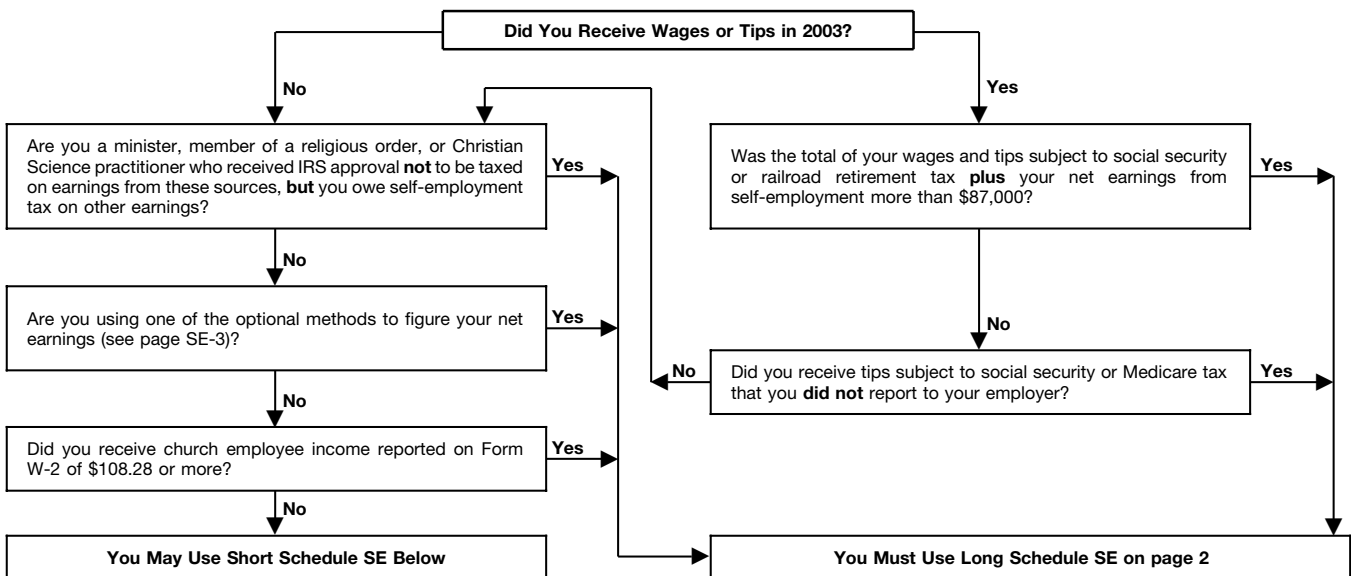 Did You Receive Wages or Tips in 2003?
No
Yes
Are you a minister, member of a religious order, or Christian
Science practitioner who received IRS approval not to be taxed
on earnings from these sources, but you owe self-employment
tax on other earnings?
Yes
Was the total of your wages and tips subject to social security
or railroad retirement tax plus your net earnings from
self-employment more than $87,000?
Yes
No
No
Are you using one of the optional methods to figure your net
earnings (see page SE-3)?
Yes
Did you receive tips subject to social security or Medicare tax
that you did not report to your employer?
No
Yes
No
Did you receive church employee income reported on Form
W-2 of $108.28 or more?
Yes
No
You May Use Short Schedule SE Below
You Must Use Long Schedule SE on page 2